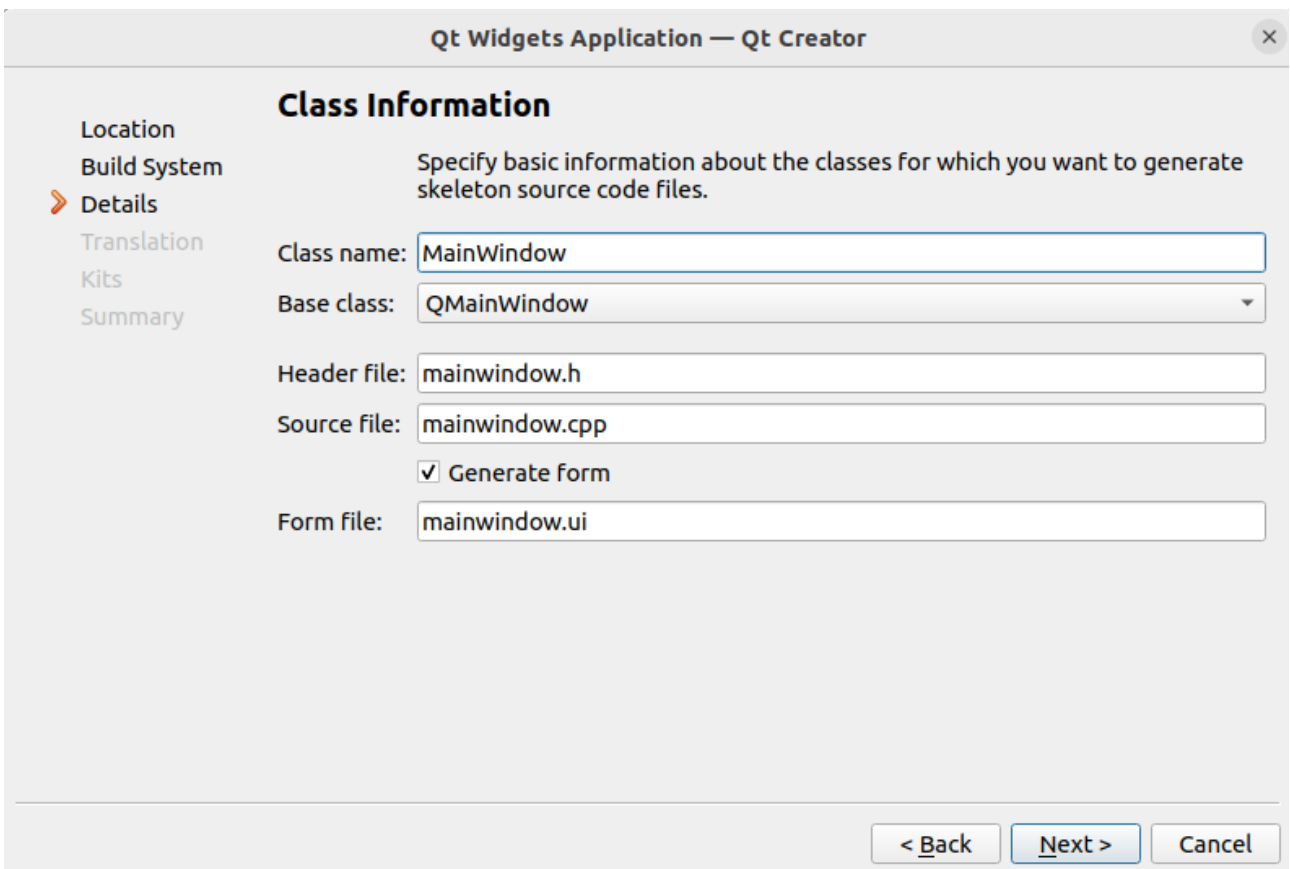 Qt Widgets Application — Qt Creator
Location
Build System
Details
Translation
Kits
Summary
Class Information
Specify basic information about the classes for which you want to generate
skeleton source code files.
Class name: MainWindow
Base class: QMainWindow
Header file: mainwindow.h
Source file: mainwindow.cpp
Generate form
Form file: mainwindow.ui
< Back Next > Cancel